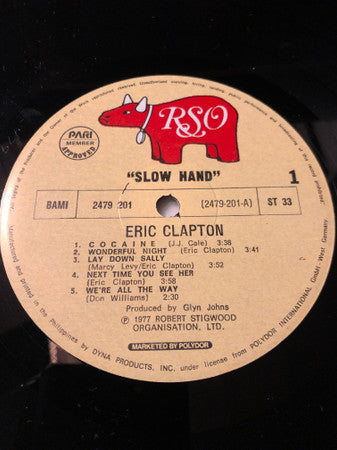 RSO
PARI
MEMBER
APPROVED
"SLOW HAND"
1
BAMI 2479 201 (2479-201-A) ST 33
ERIC CLAPTON
1. COCAINE (J.J. Cale) 3:38
2. WONDERFUL NIGHT (Eric Clapton) 3:41
3. LAY DOWN SALLY
(Marcy Levy/Eric Clapton) 3:52
4. NEXT TIME YOU SEE HER
(Eric Clapton) 3:58
5. WE'RE ALL THE WAY
(Don Williams) 2:30
Produced by Glyn Johns
℗ 1977 ROBERT STIGWOOD
ORGANISATION, LTD.
MARKETED BY POLYDOR
Manufactured and printed in the Philippines by DYNA PRODUCTS, INC. under license from POLYDOR INTERNATIONAL GmbH West Germany.